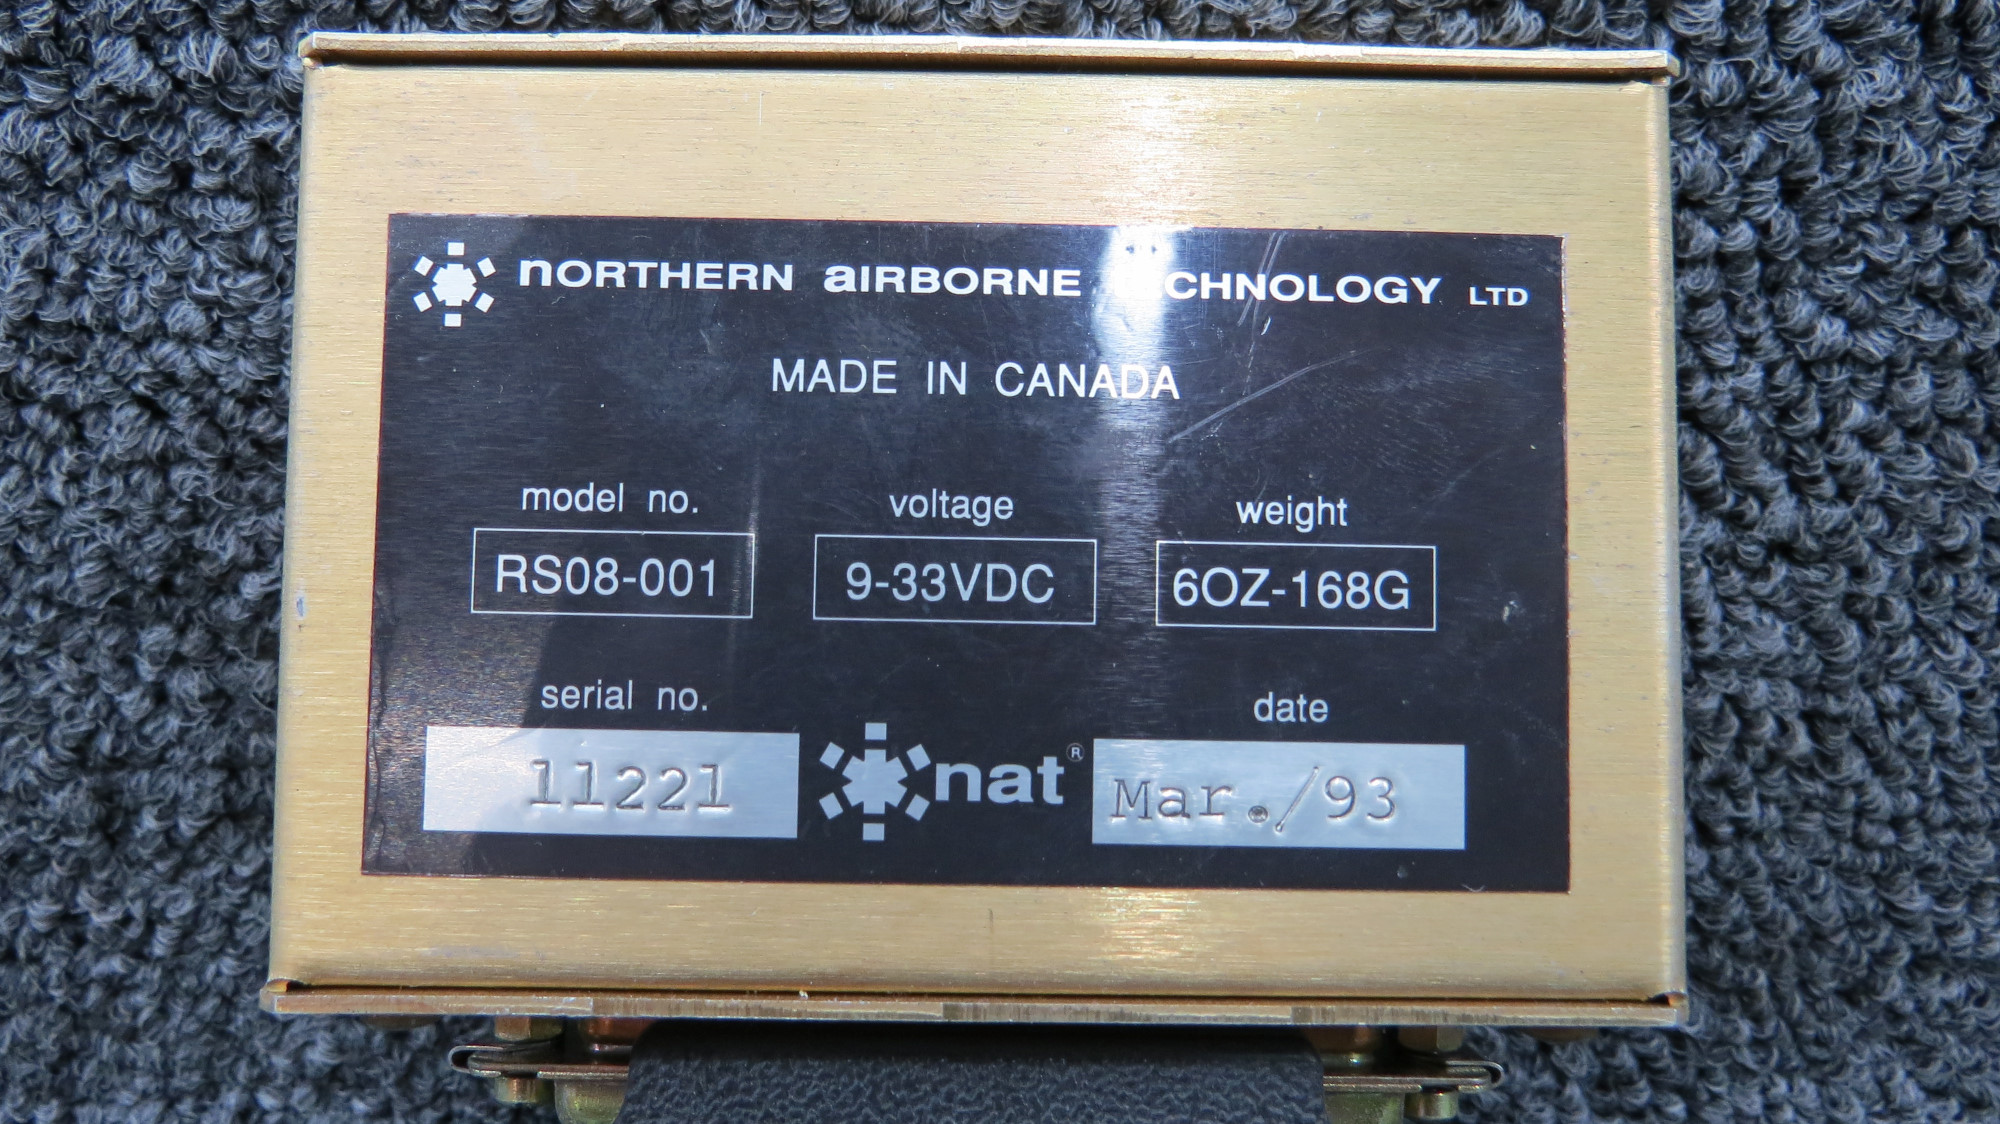 nORTHERN aIRBORNE TECHNOLOGY LTD
MADE IN CANADA
model no. voltage weight
RS08-001 9-33VDC 6OZ-168G
serial no. date
11221 nat® Mar./93